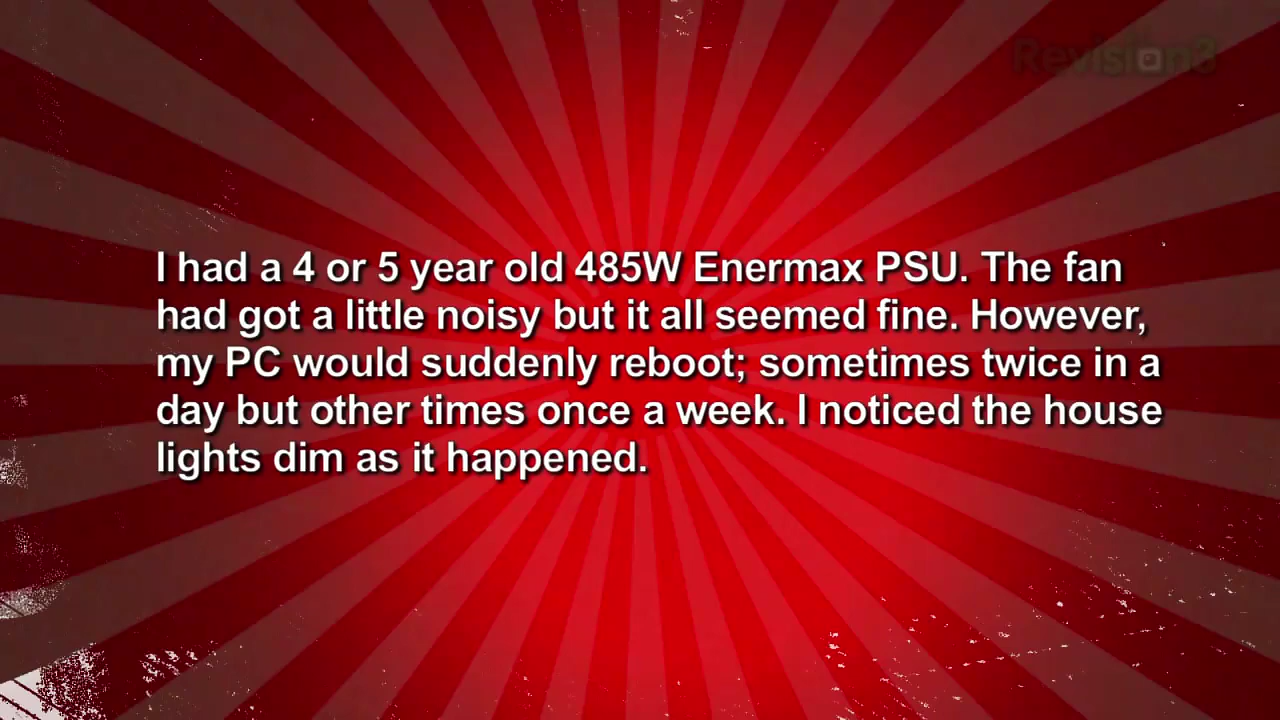 Revision3
I had a 4 or 5 year old 485W Enermax PSU. The fan
had got a little noisy but it all seemed fine. However,
my PC would suddenly reboot; sometimes twice in a
day but other times once a week. I noticed the house
lights dim as it happened.